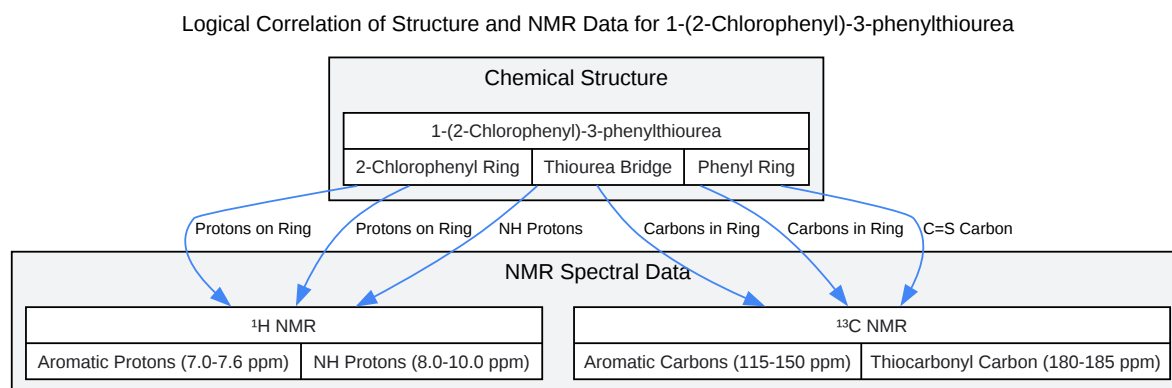 Logical Correlation of Structure and NMR Data for 1-(2-Chlorophenyl)-3-phenylthiourea
Chemical Structure
1-(2-Chlorophenyl)-3-phenylthiourea
2-Chlorophenyl Ring
Thiourea Bridge
Phenyl Ring
Protons on Ring
Protons on Ring
NH Protons
Carbons in Ring
Carbons in Ring
C=S Carbon
NMR Spectral Data
¹H NMR
Aromatic Protons (7.0-7.6 ppm)
NH Protons (8.0-10.0 ppm)
¹³C NMR
Aromatic Carbons (115-150 ppm)
Thiocarbonyl Carbon (180-185 ppm)